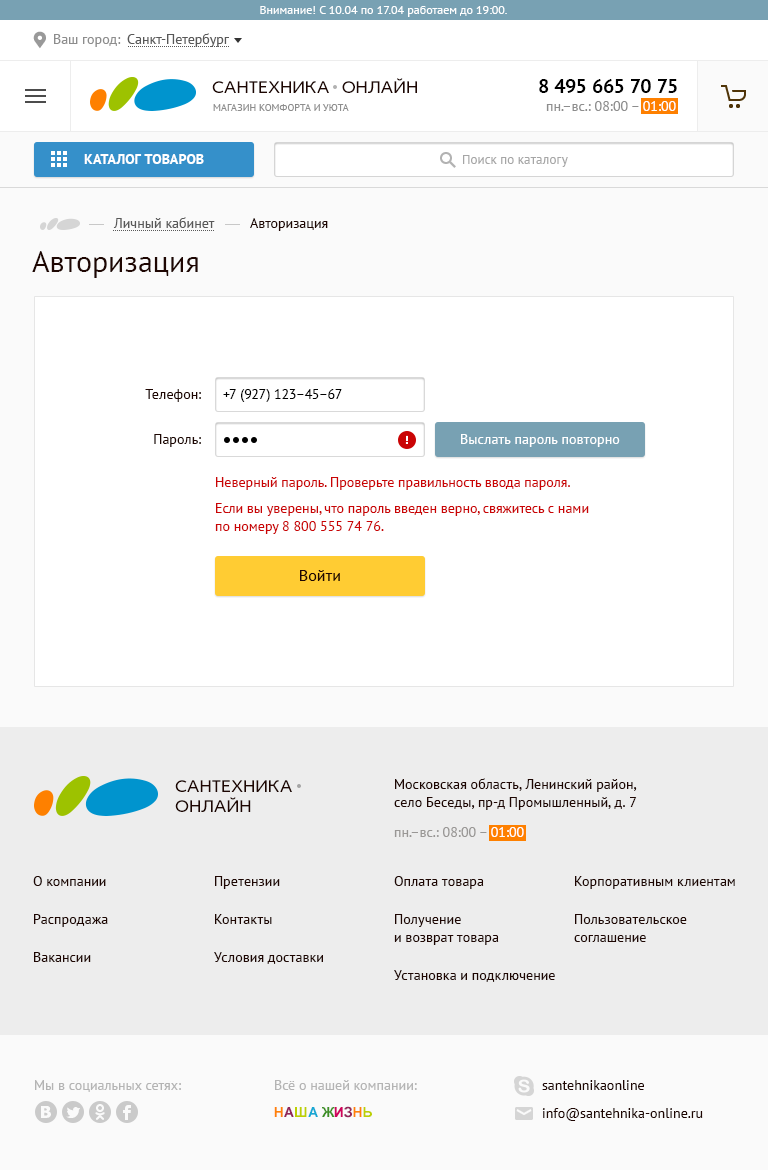 Внимание! С 10.04 по 17.04 работаем до 19:00.
Ваш город: Санкт-Петербург
САНТЕХНИКА • ОНЛАЙН
МАГАЗИН КОМФОРТА И УЮТА
8 495 665 70 75
пн.–вс.: 08:00 – 01:00
КАТАЛОГ ТОВАРОВ
Поиск по каталогу
— Личный кабинет — Авторизация
Авторизация
Телефон: +7 (927) 123–45–67
Пароль: ●●●● ! Выслать пароль повторно
Неверный пароль. Проверьте правильность ввода пароля.
Если вы уверены, что пароль введен верно, свяжитесь с нами
по номеру 8 800 555 74 76.
Войти
САНТЕХНИКА •
ОНЛАЙН
Московская область, Ленинский район,
село Беседы, пр-д Промышленный, д. 7
пн.–вс.: 08:00 – 01:00
О компании
Распродажа
Вакансии
Претензии
Контакты
Условия доставки
Оплата товара
Получение
и возврат товара
Установка и подключение
Корпоративным клиентам
Пользовательское
соглашение
Мы в социальных сетях:
Всё о нашей компании:
НАША ЖИЗНЬ
santehnikaonline
info@santehnika-online.ru